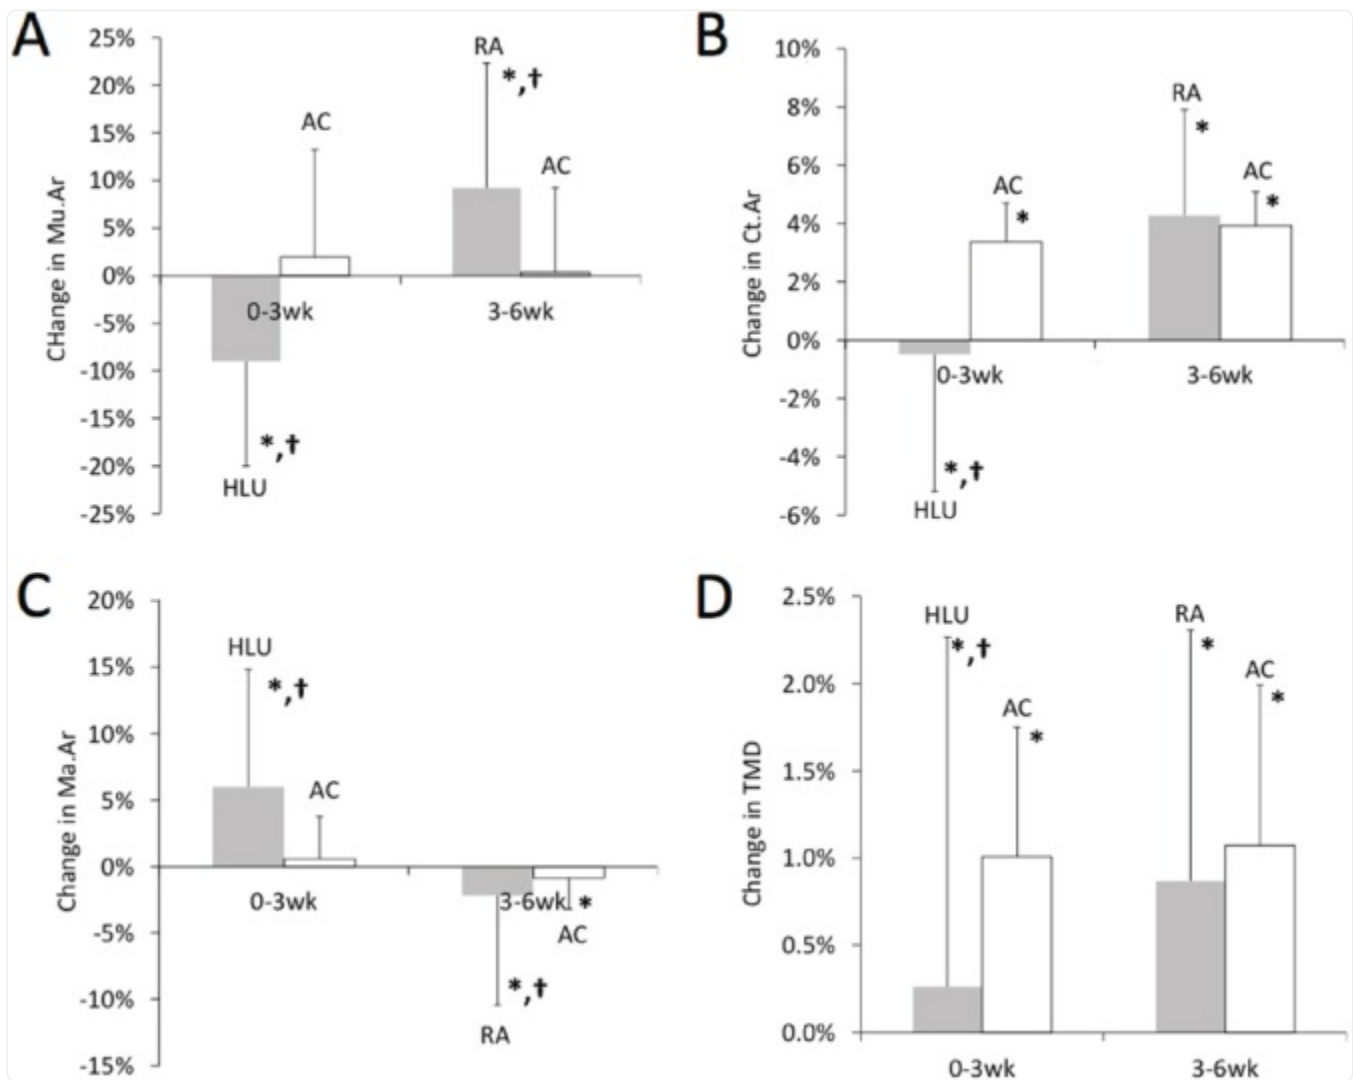 A
CHange in Mu.Ar
25%
20%
15%
10%
5%
0%
-5%
-10%
-15%
-20%
-25%
HLU
*,†
AC
RA
*,†
AC
0-3wk
3-6wk
B
Change in Ct.Ar
10%
8%
6%
4%
2%
0%
-2%
-4%
-6%
HLU
*,†
AC
*
RA
*
AC
*
0-3wk
3-6wk
C
Change in Ma.Ar
20%
15%
10%
5%
0%
-5%
-10%
-15%
HLU
*,†
AC
RA
*,†
AC
*
0-3wk
3-6wk
D
Change in TMD
2.5%
2.0%
1.5%
1.0%
0.5%
0.0%
HLU
*,†
AC
*
RA
*
AC
*
0-3wk
3-6wk